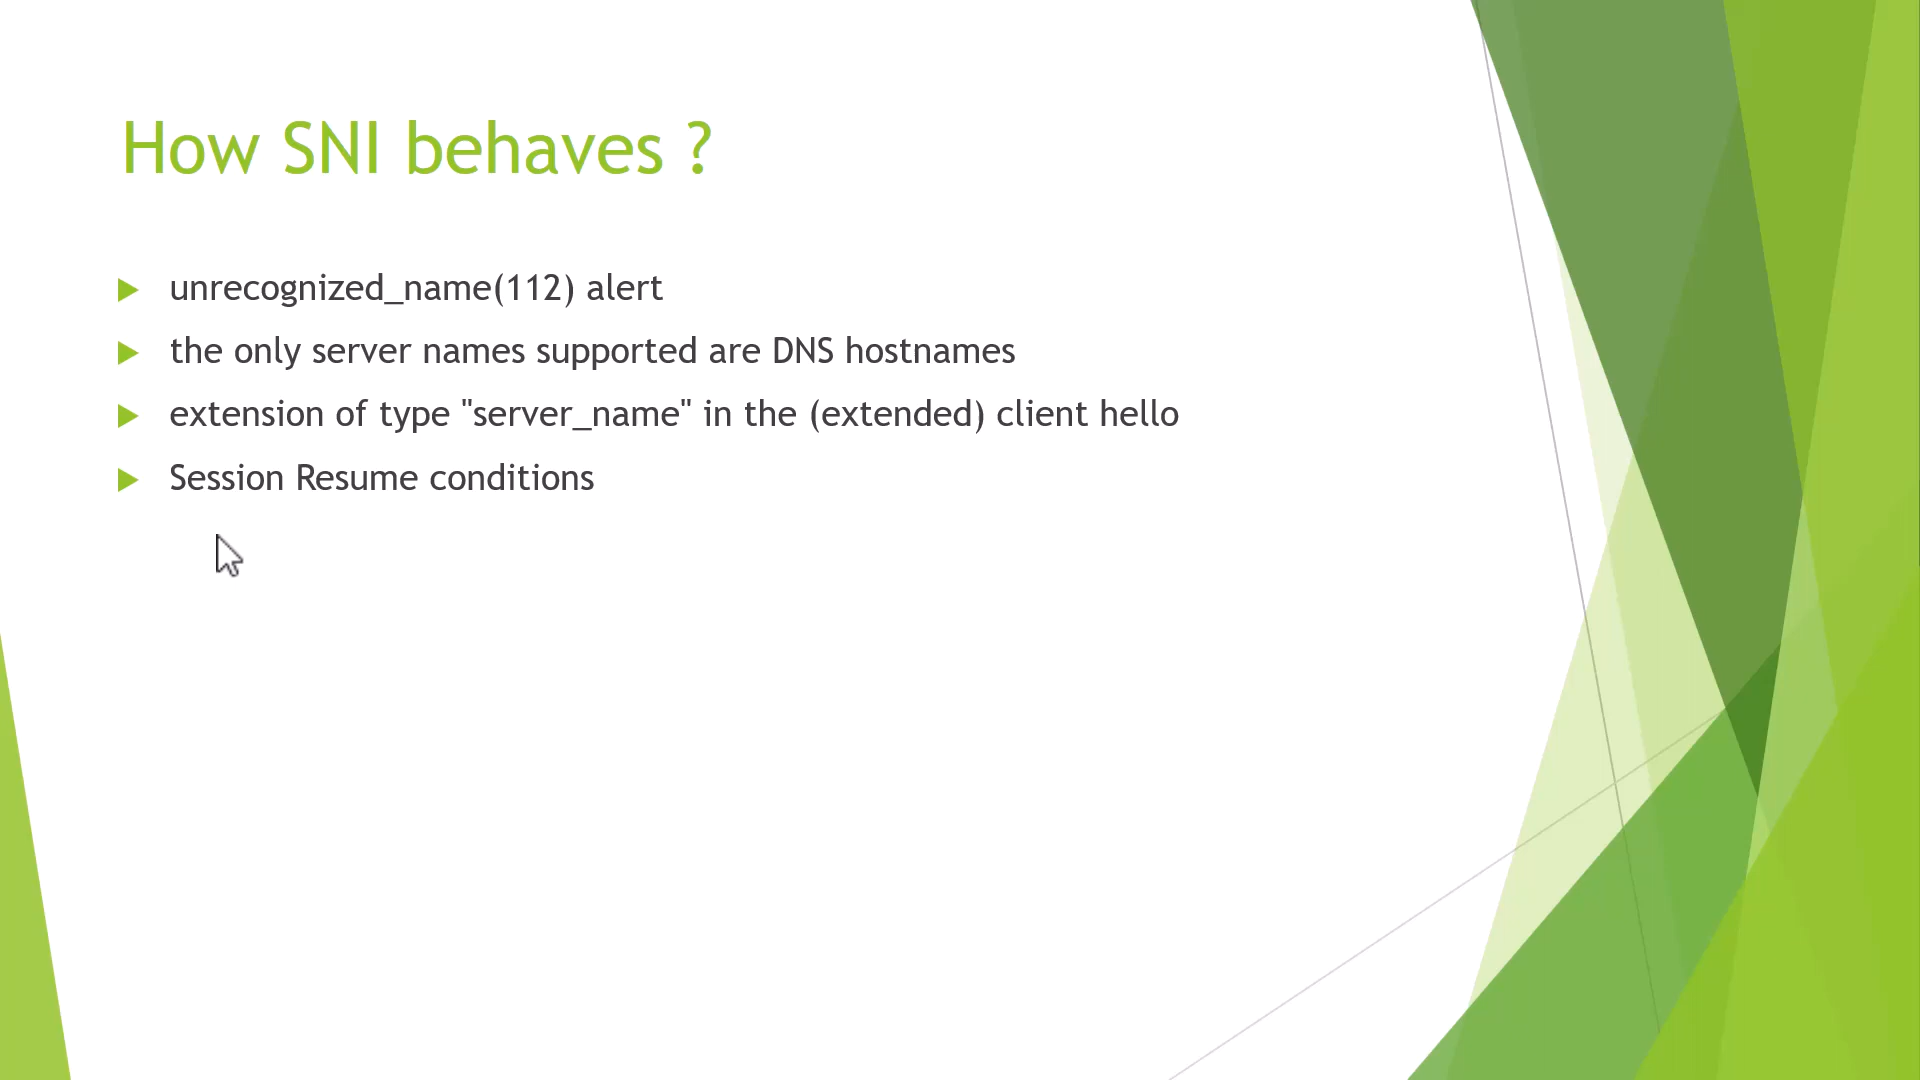 How SNI behaves ?
unrecognized_name(112) alert
the only server names supported are DNS hostnames
extension of type "server_name" in the (extended) client hello
Session Resume conditions